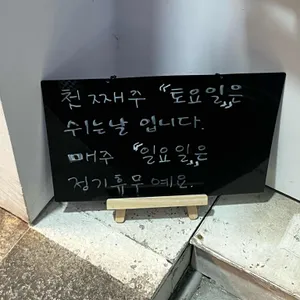 첫 째주 “토요일„은
쉬는날 입니다.
매주 “일요일„은
정기휴무 예요.